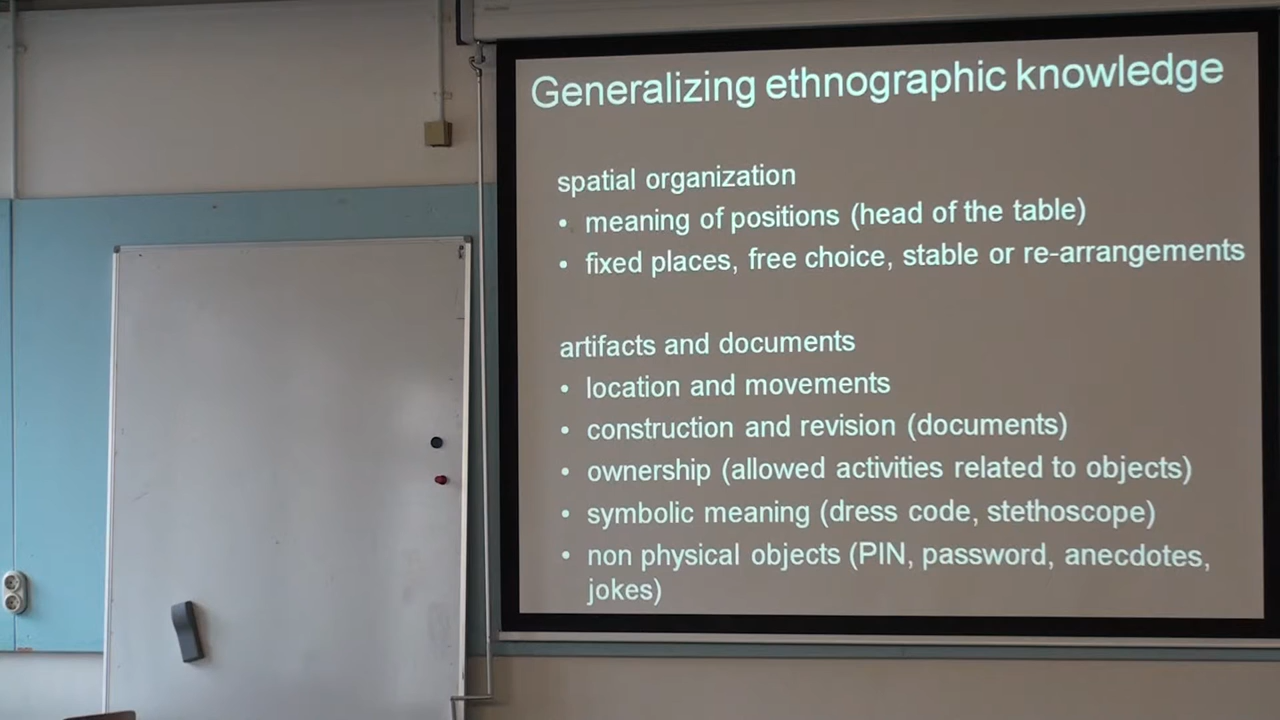 Generalizing ethnographic knowledge
spatial organization
• meaning of positions (head of the table)
• fixed places, free choice, stable or re-arrangements
artifacts and documents
• location and movements
• construction and revision (documents)
• ownership (allowed activities related to objects)
• symbolic meaning (dress code, stethoscope)
• non physical objects (PIN, password, anecdotes,
jokes)